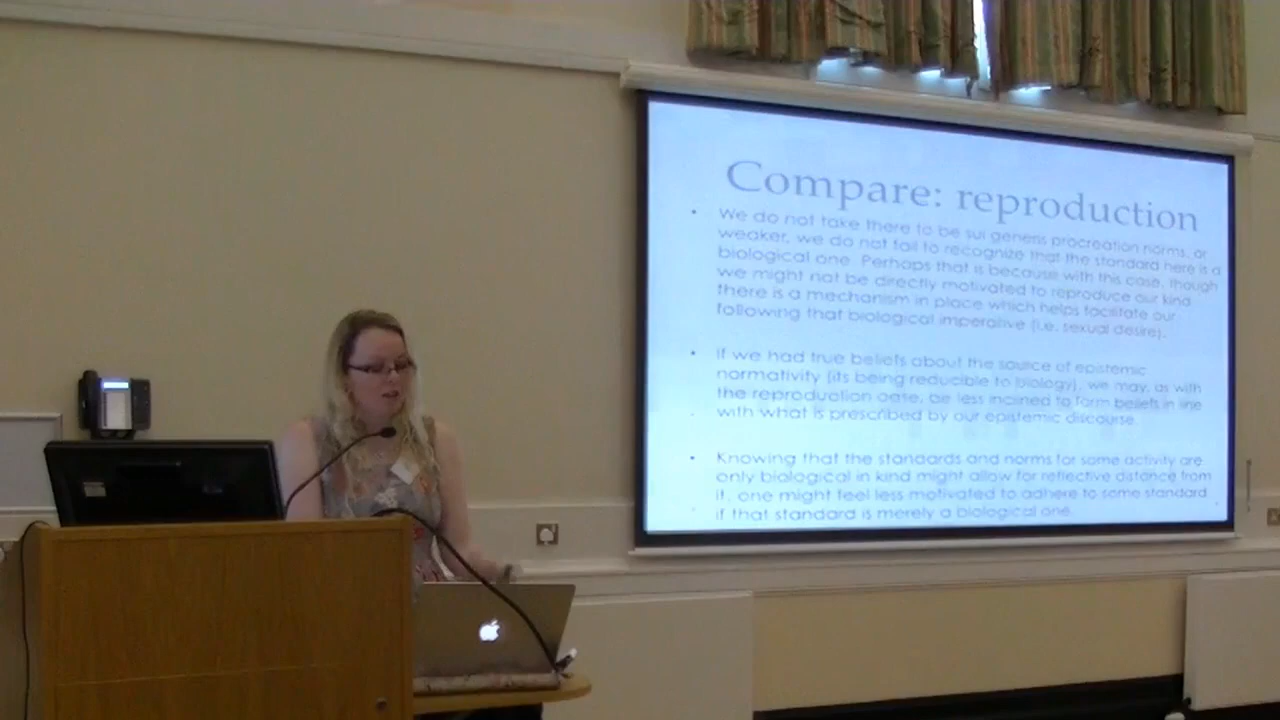 Compare: reproduction
• We do not take there to be sui generis procreation norms, or
weaker, we do not fail to recognize that the standard here is a
biological one. Perhaps that is because with this case, though
we might not be directly motivated to reproduce our kind
there is a mechanism in place which helps facilitate our
following that biological imperative (i.e. sexual desire).
• If we had true beliefs about the source of epistemic
normativity (its being reducible to biology), we may, as with
the reproduction case, be less inclined to form beliefs in line
with what is prescribed by our epistemic discourse.
• Knowing that the standards and norms for some activity are
only biological in kind might allow for reflective distance from
it, one might feel less motivated to adhere to some standard
if that standard is merely a biological one.